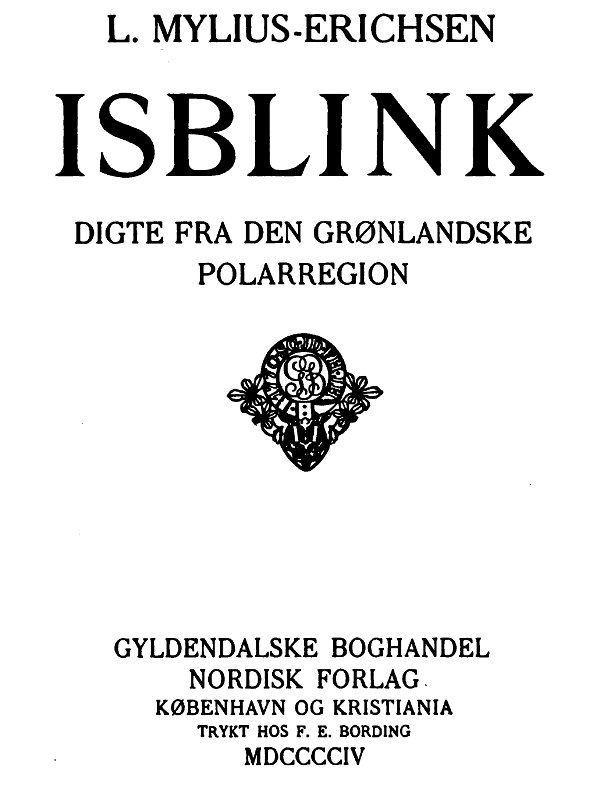 L. MYLIUS-ERICHSEN
ISBLINK
DIGTE FRA DEN GRØNLANDSKE
POLARREGION
GYLDENDALSKE BOGHANDEL
NORDISK FORLAG
KØBENHAVN OG KRISTIANIA
TRYKT HOS F. E. BORDING
MDCCCCIV